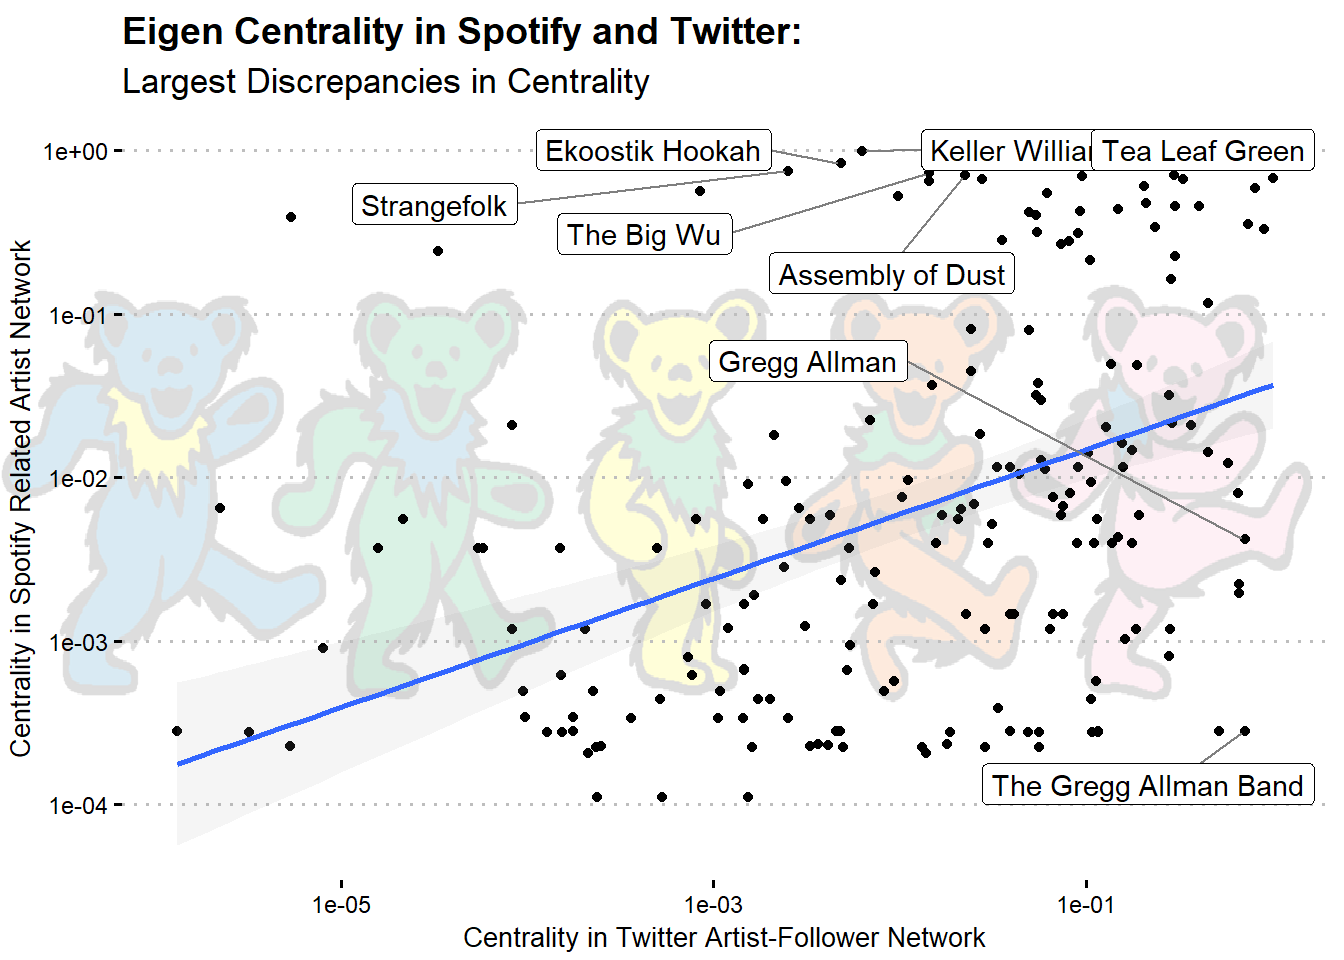 Eigen Centrality in Spotify and Twitter:
Largest Discrepancies in Centrality
Centrality in Spotify Related Artist Network
1e+00
1e-01
1e-02
1e-03
1e-04
Ekoostik Hookah
Keller
Tea Leaf Green
Strangefolk
The Big Wu
Assembly of Dust
Gregg Allman
The Gregg Allman Band
1e-05
1e-03
1e-01
Centrality in Twitter Artist-Follower Network